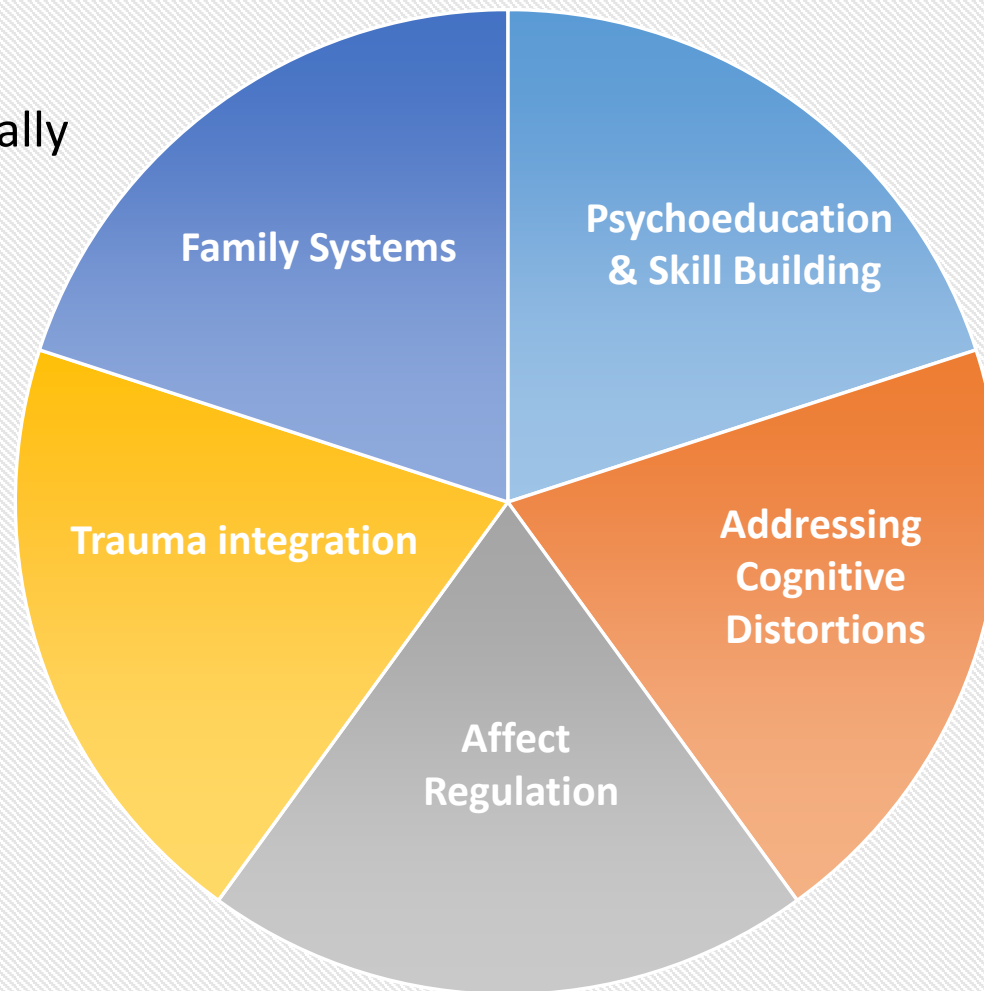 ally
Family Systems
Psychoeducation
& Skill Building
Trauma integration
Addressing
Cognitive
Distortions
Affect
Regulation